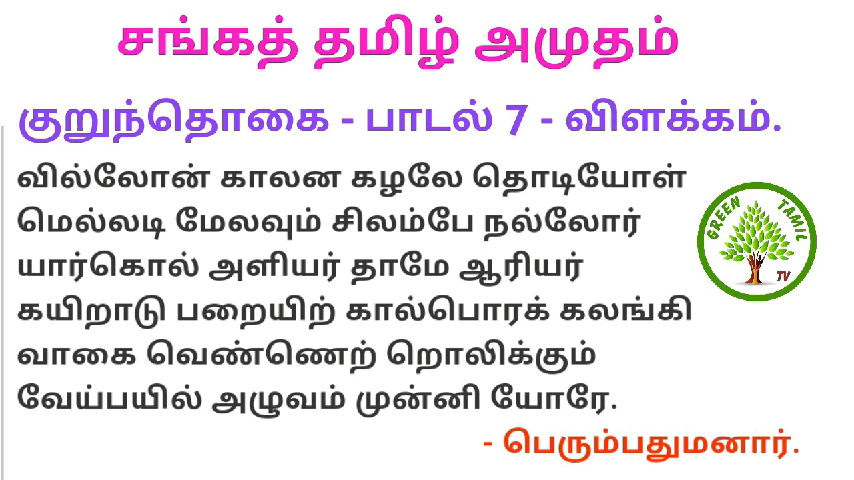 சங்கத் தமிழ் அமுதம்
குறுந்தொகை - பாடல் 7 - விளக்கம்.
வில்லோன் காலன கழலே தொடியோள்
மெல்லடி மேலவும் சிலம்பே நல்லோர்
யார்கொல் அளியர் தாமே ஆரியர்
கயிறாடு பறையிற் கால்பொரக் கலங்கி
வாகை வெண்ணெற் றொலிக்கும்
வேய்பயில் அழுவம் முன்னி யோரே.
- பெரும்பதுமனார்.
GREEN TAMIL
TV